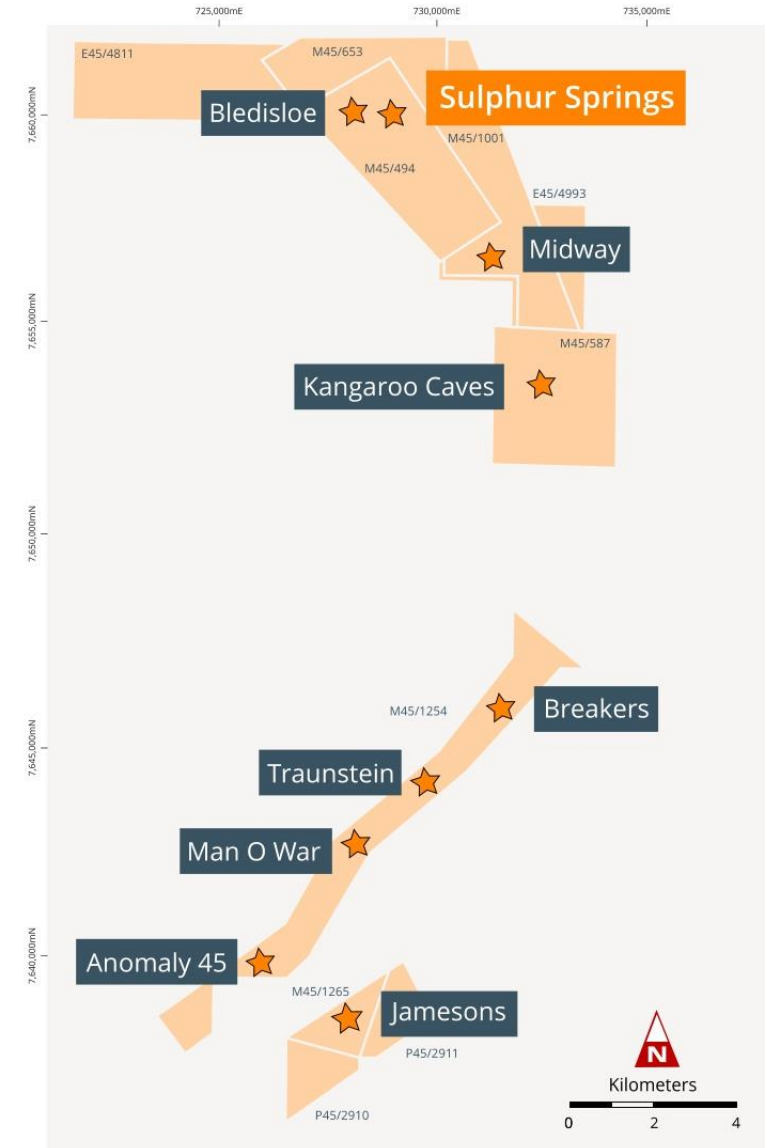 725,000mE
730,000mE
735,000mE
E45/4811
M45/653
Sulphur Springs
Bledisloe
7,660,000mN
M45/1001
M45/494
E45/4993
Midway
7,655,000mN
M45/587
Kangaroo Caves
7,650,000mN
Breakers
M45/1254
7,645,000mN
Traunstein
Man O War
7,640,000mN
Anomaly 45
M45/1265
Jamesons
P45/2911
N
Kilometers
P45/2910
0 2 4